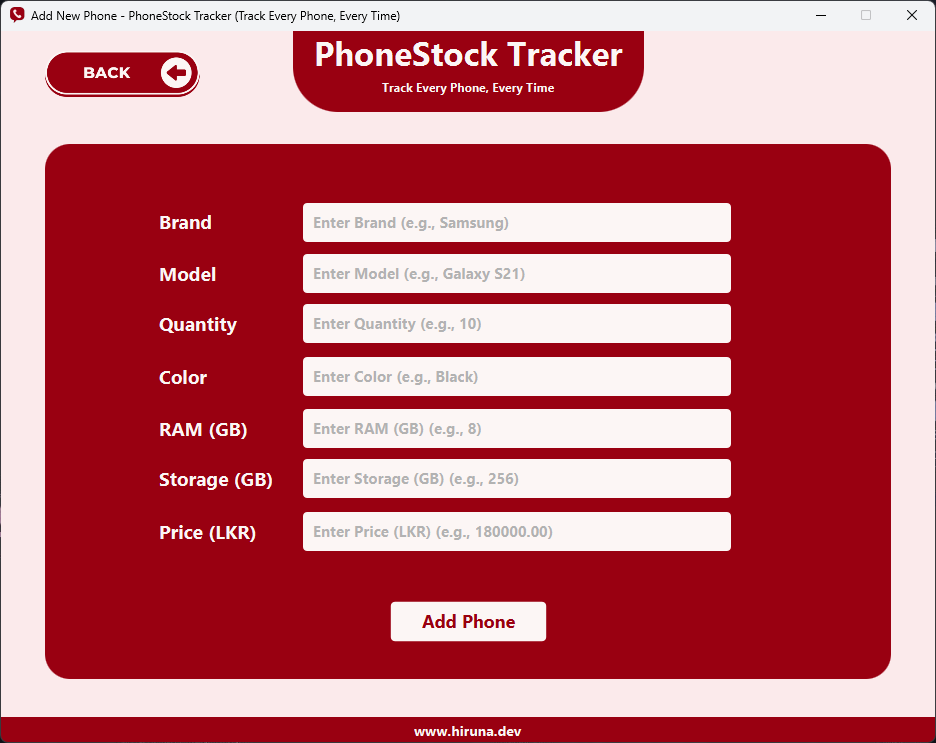 Add New Phone - PhoneStock Tracker (Track Every Phone, Every Time)
BACK
PhoneStock Tracker
Track Every Phone, Every Time
Brand
Enter Brand (e.g., Samsung)
Model
Enter Model (e.g., Galaxy S21)
Quantity
Enter Quantity (e.g., 10)
Color
Enter Color (e.g., Black)
RAM (GB)
Enter RAM (GB) (e.g., 8)
Storage (GB)
Enter Storage (GB) (e.g., 256)
Price (LKR)
Enter Price (LKR) (e.g., 180000.00)
Add Phone
www.hiruna.dev